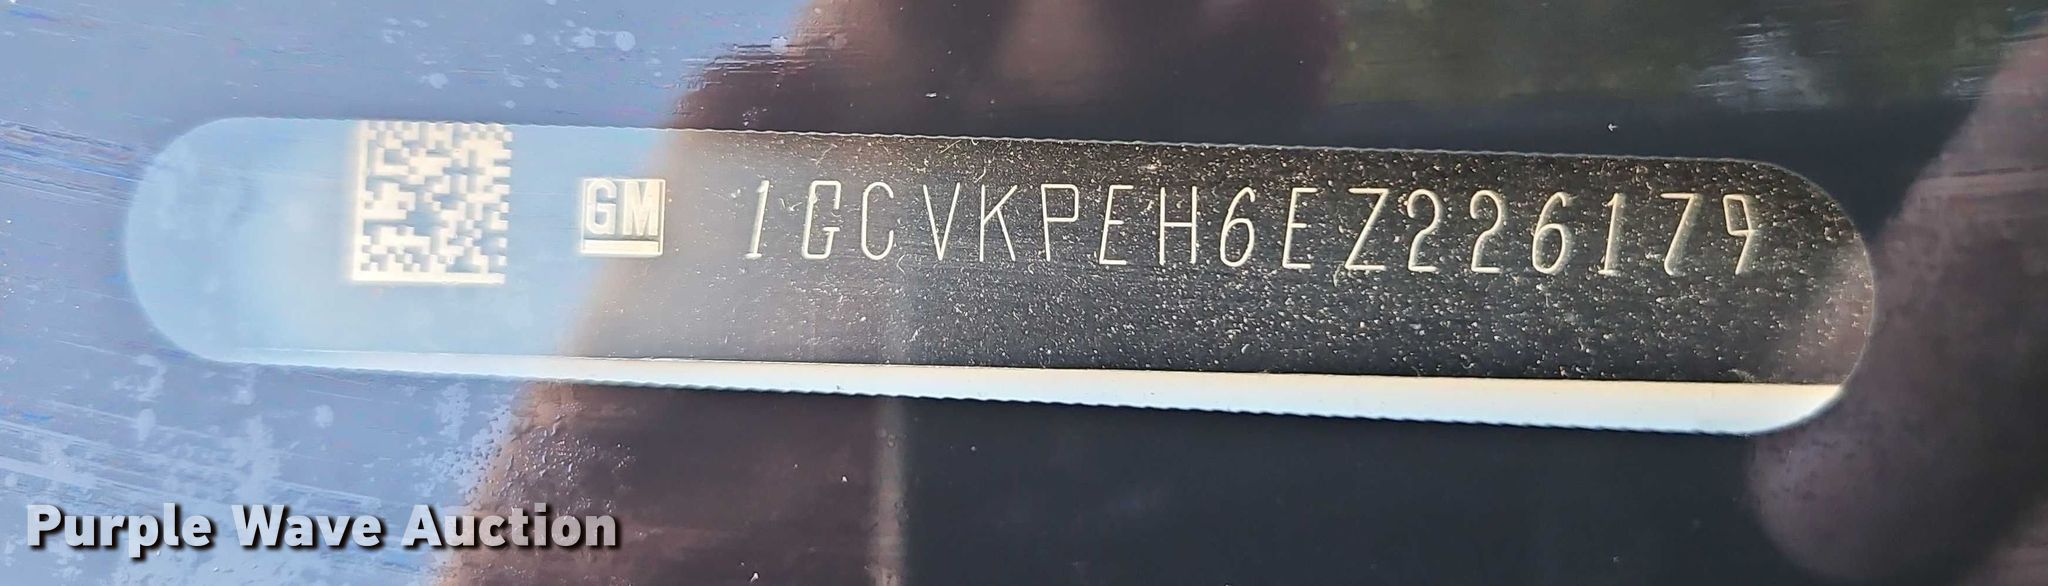 GM 1GCVKPEH6EZ226179
Purple Wave Auction